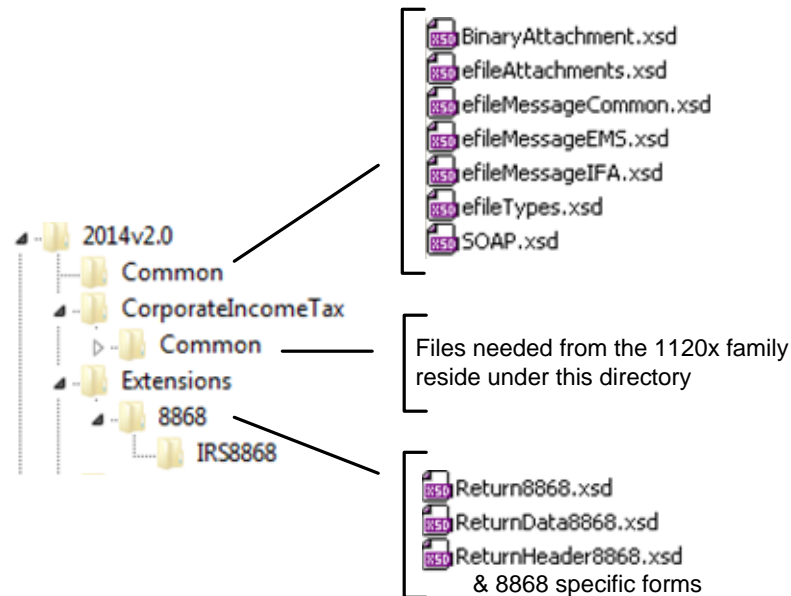 BinaryAttachment.xsd
efileAttachments.xsd
efileMessageCommon.xsd
efileMessageEMS.xsd
efileMessageIFA.xsd
efileTypes.xsd
SOAP.xsd
2014v2.0
Common
CorporateIncomeTax
Common
Extensions
8868
IRS8868
Files needed from the 1120x family
reside under this directory
Return8868.xsd
ReturnData8868.xsd
ReturnHeader8868.xsd
& 8868 specific forms